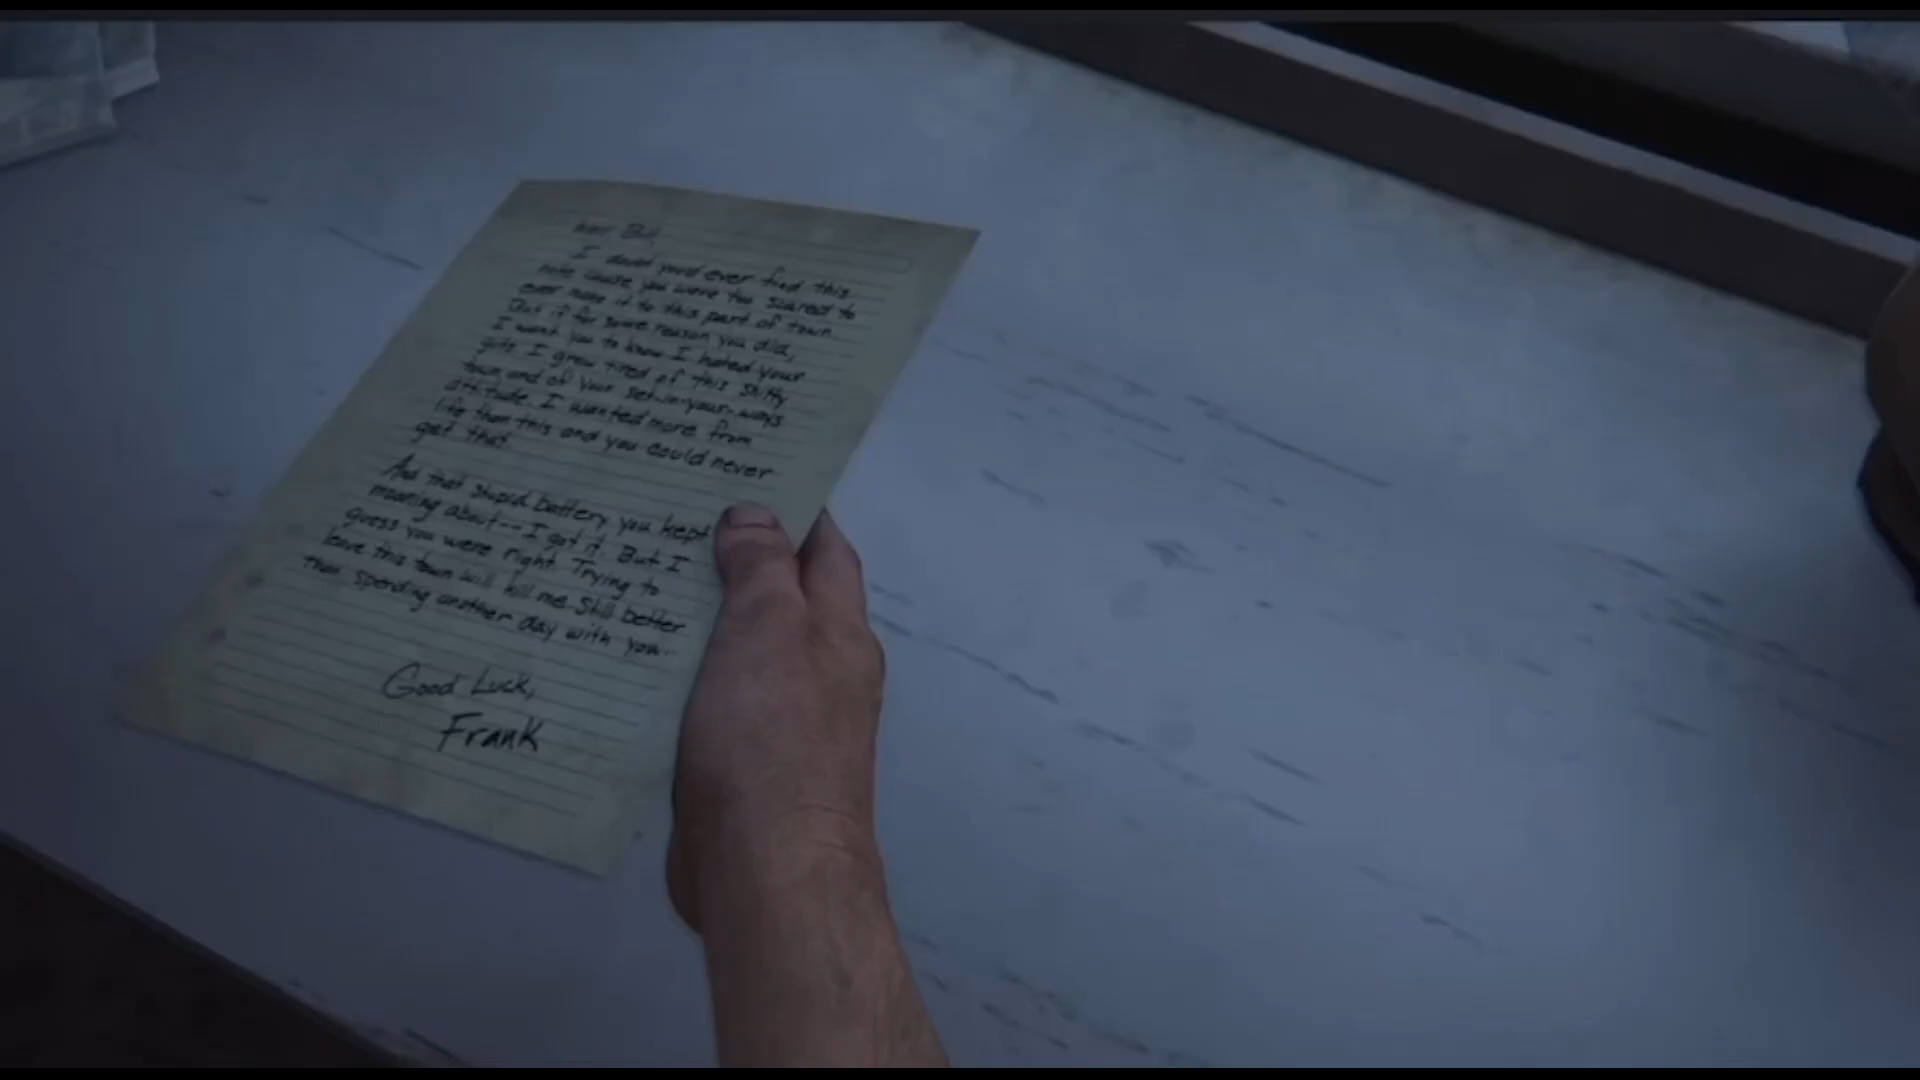 Dear Bill,
I doubt you'd ever find this
note cause you were too scared to
ever make it to this part of town.
But if for some reason you did,
I want you to know I hated your
guts. I grew tired of this shitty
town and of your set-in-your-ways
attitude. I wanted more from
life than this and you could never
get that.
And that stupid battery you kept
moaning about-- I got it. But I
guess you were right. Trying to
leave this town will kill me. Still better
than spending another day with you.
Good Luck,
Frank